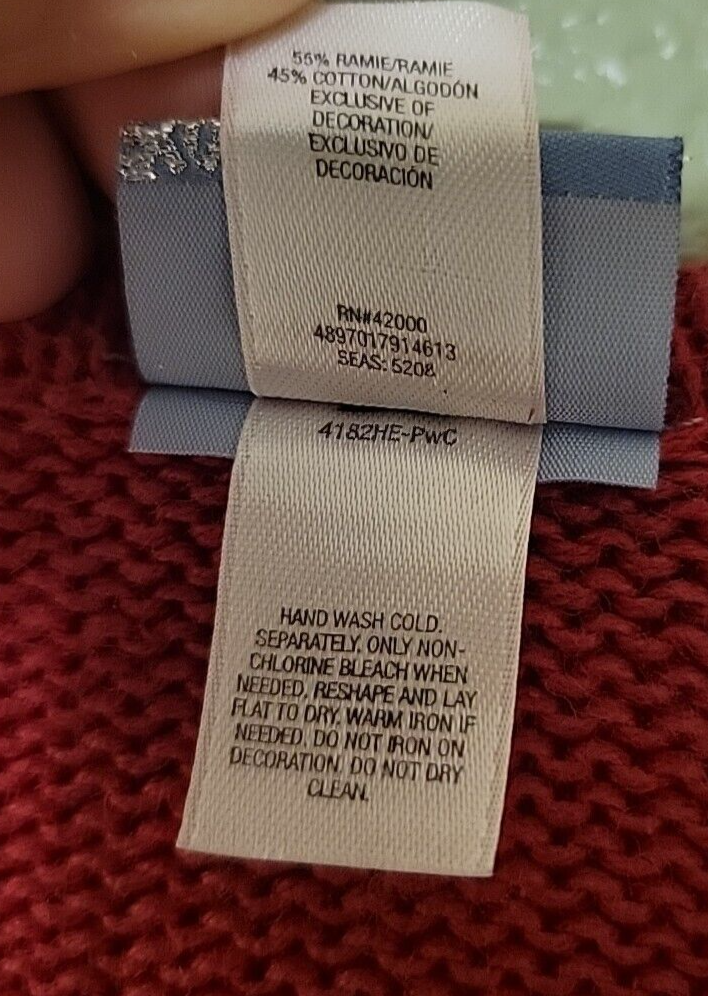 55% RAMIE/RAMIE
45% COTTON/ALGODÓN
EXCLUSIVE OF
DECORATION/
EXCLUSIVO DE
DECORACIÓN
RN#42000
4897017914613
SEAS: 5208
4182HE-PWC
HAND WASH COLD.
SEPARATELY. ONLY NON-
CHLORINE BLEACH WHEN
NEEDED. RESHAPE AND LAY
FLAT TO DRY. WARM IRON IF
NEEDED. DO NOT IRON ON
DECORATION. DO NOT DRY
CLEAN.